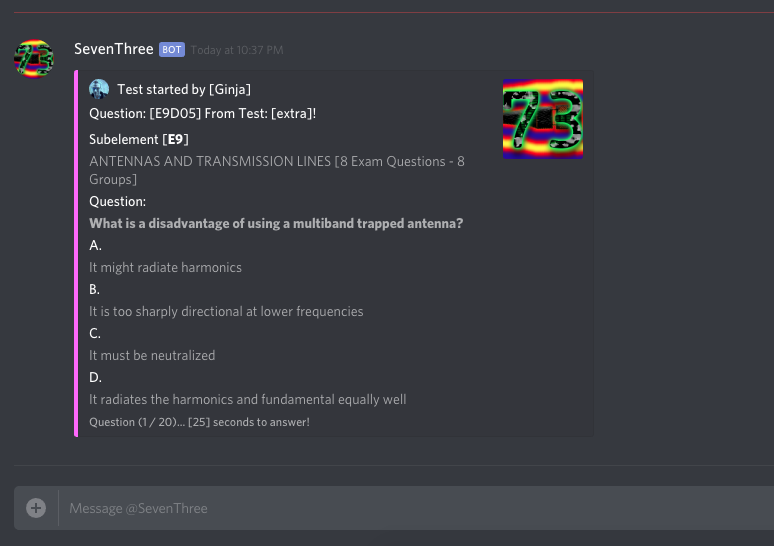 SevenThree BOT Today at 10:37 PM
Test started by [Ginja]
73
Question: [E9D05] From Test: [extra]!
Subelement [E9]
ANTENNAS AND TRANSMISSION LINES [8 Exam Questions - 8
Groups]
Question:
What is a disadvantage of using a multiband trapped antenna?
A.
It might radiate harmonics
B.
It is too sharply directional at lower frequencies
C.
It must be neutralized
D.
It radiates the harmonics and fundamental equally well
Question (1 / 20)... [25] seconds to answer!
Message @SevenThree